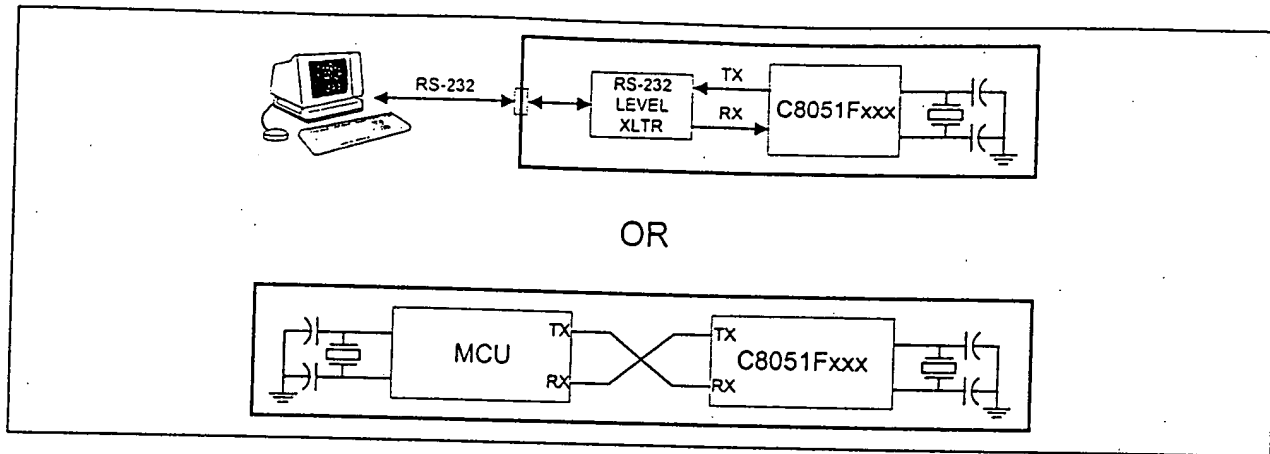 RS-232
RS-232
LEVEL
XLTR
TX
RX
C8051Fxxx
OR
MCU
TX
RX
TX
RX
C8051Fxxx